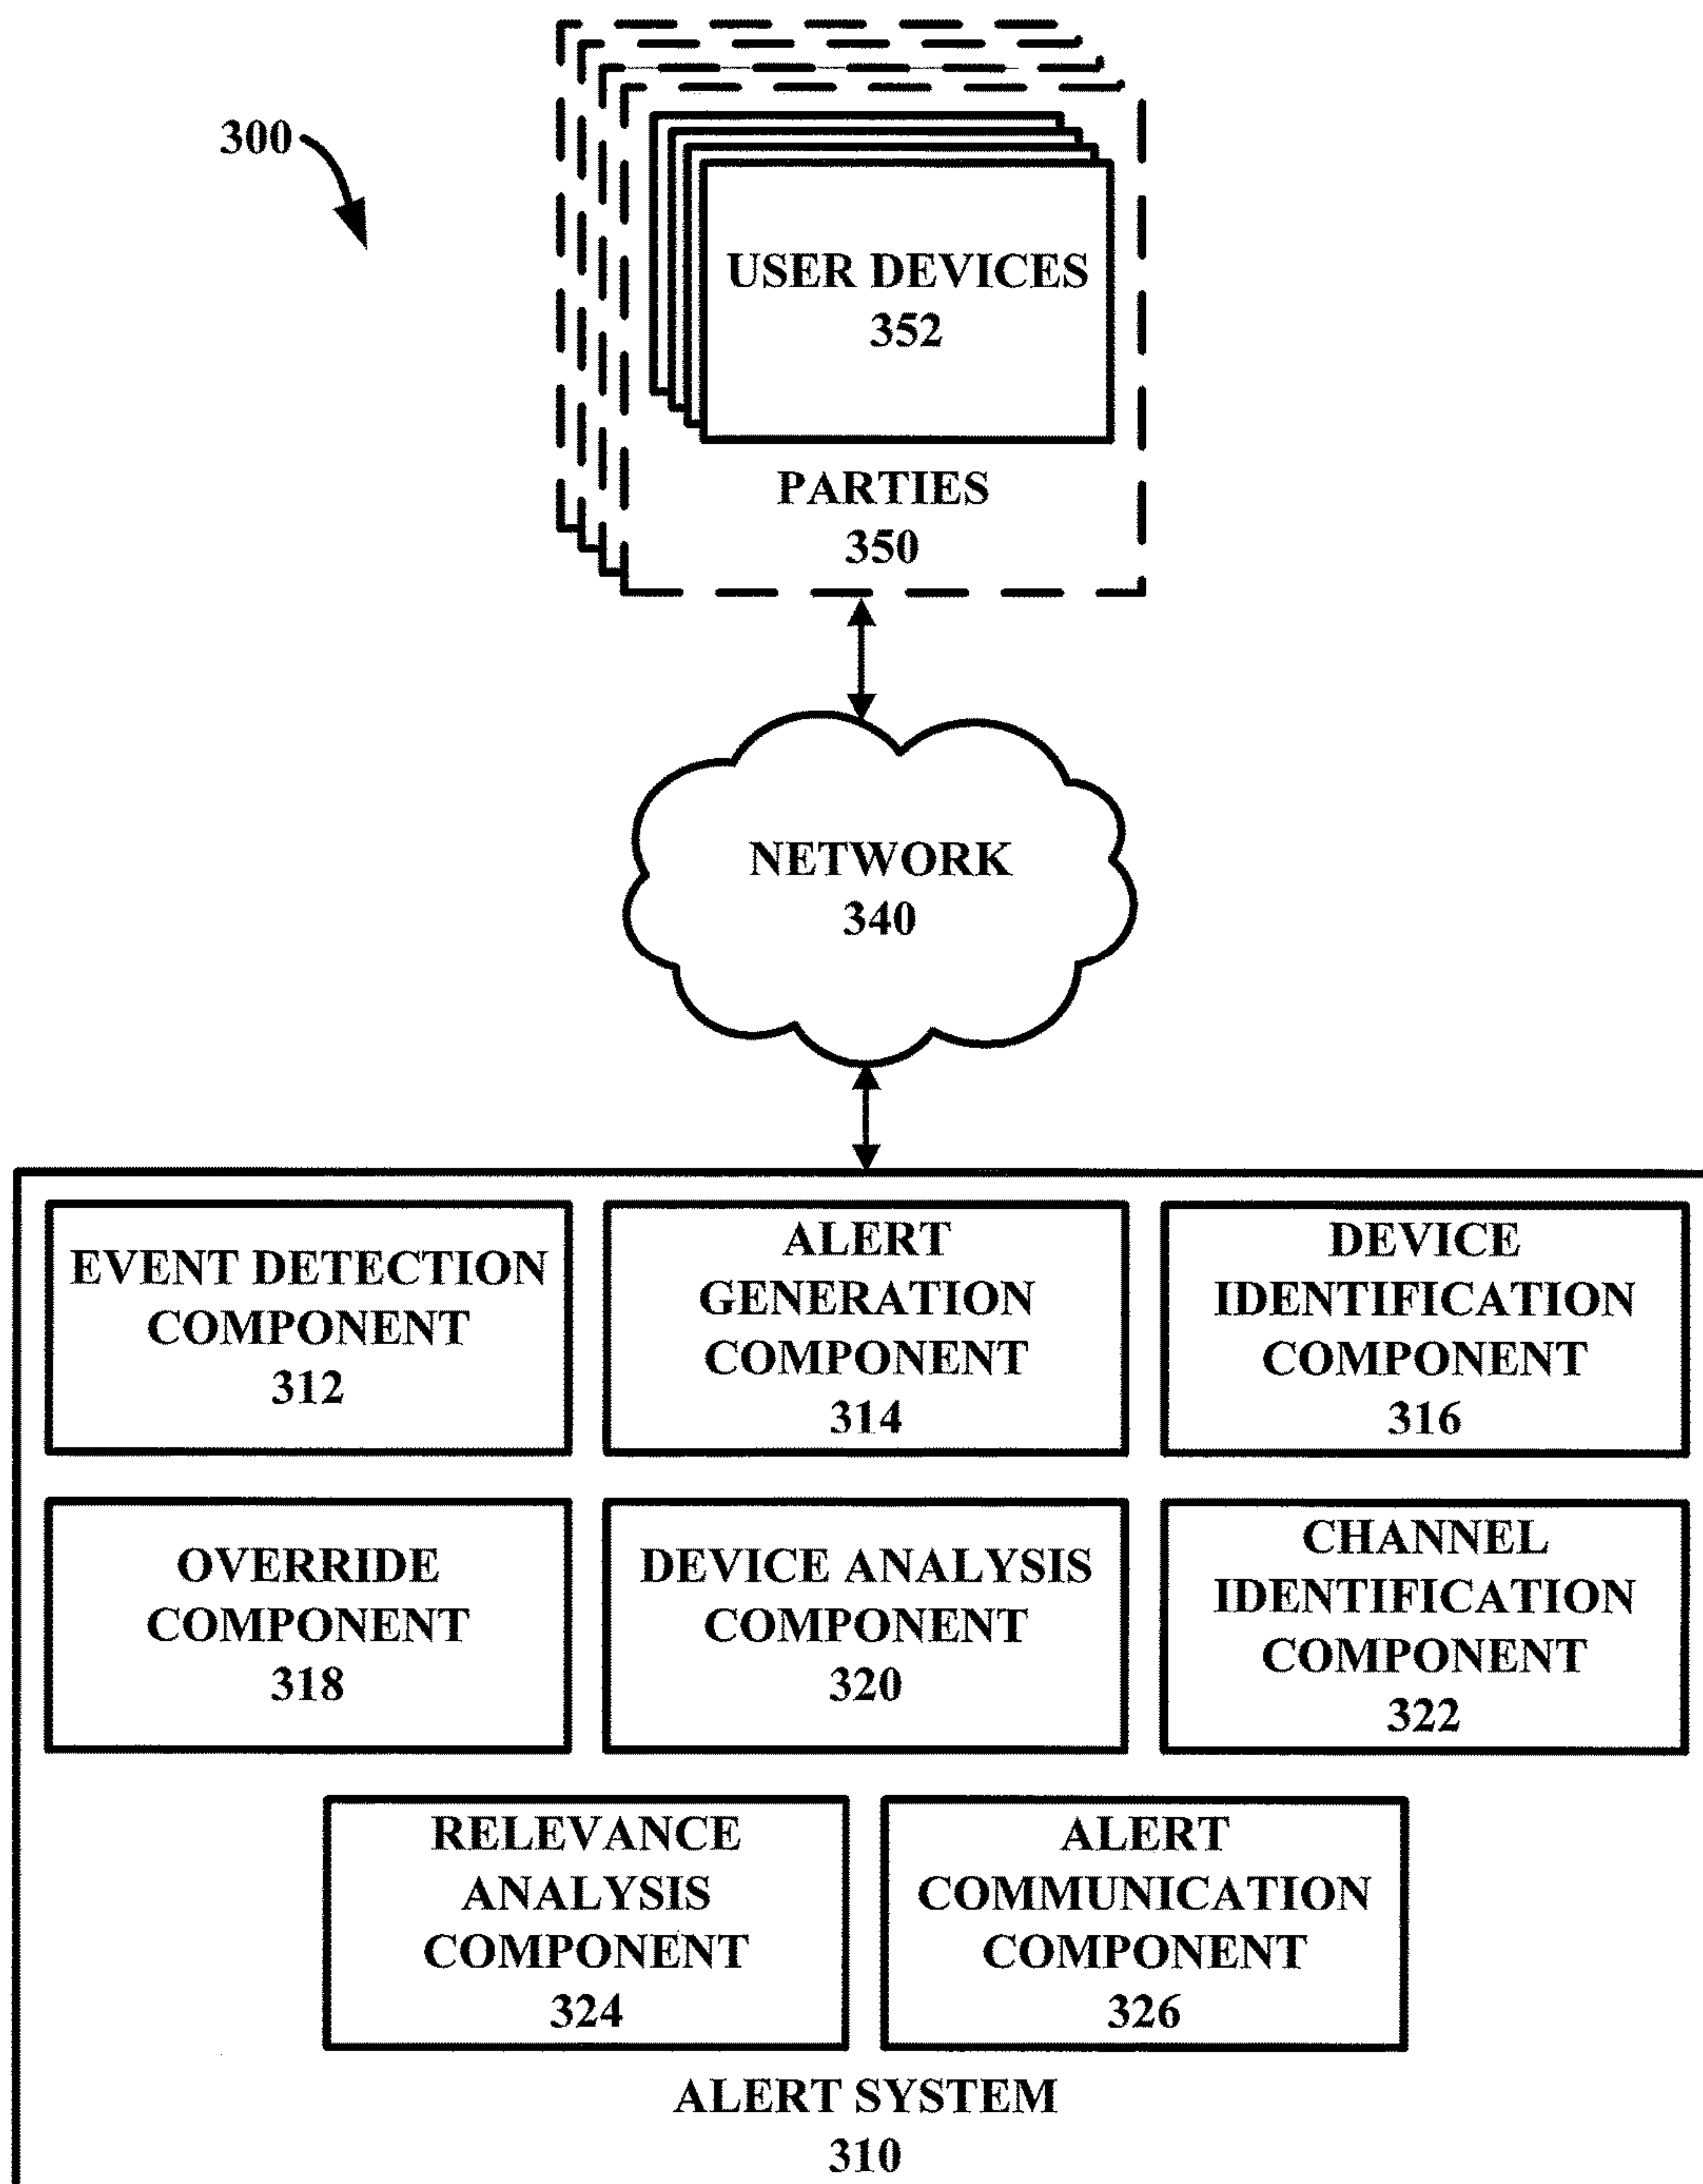 300
USER DEVICES
352
PARTIES
350
NETWORK
340
EVENT DETECTION
COMPONENT
312
ALERT
GENERATION
COMPONENT
314
DEVICE
IDENTIFICATION
COMPONENT
316
OVERRIDE
COMPONENT
318
DEVICE ANALYSIS
COMPONENT
320
CHANNEL
IDENTIFICATION
COMPONENT
322
RELEVANCE
ANALYSIS
COMPONENT
324
ALERT
COMMUNICATION
COMPONENT
326
ALERT SYSTEM
310